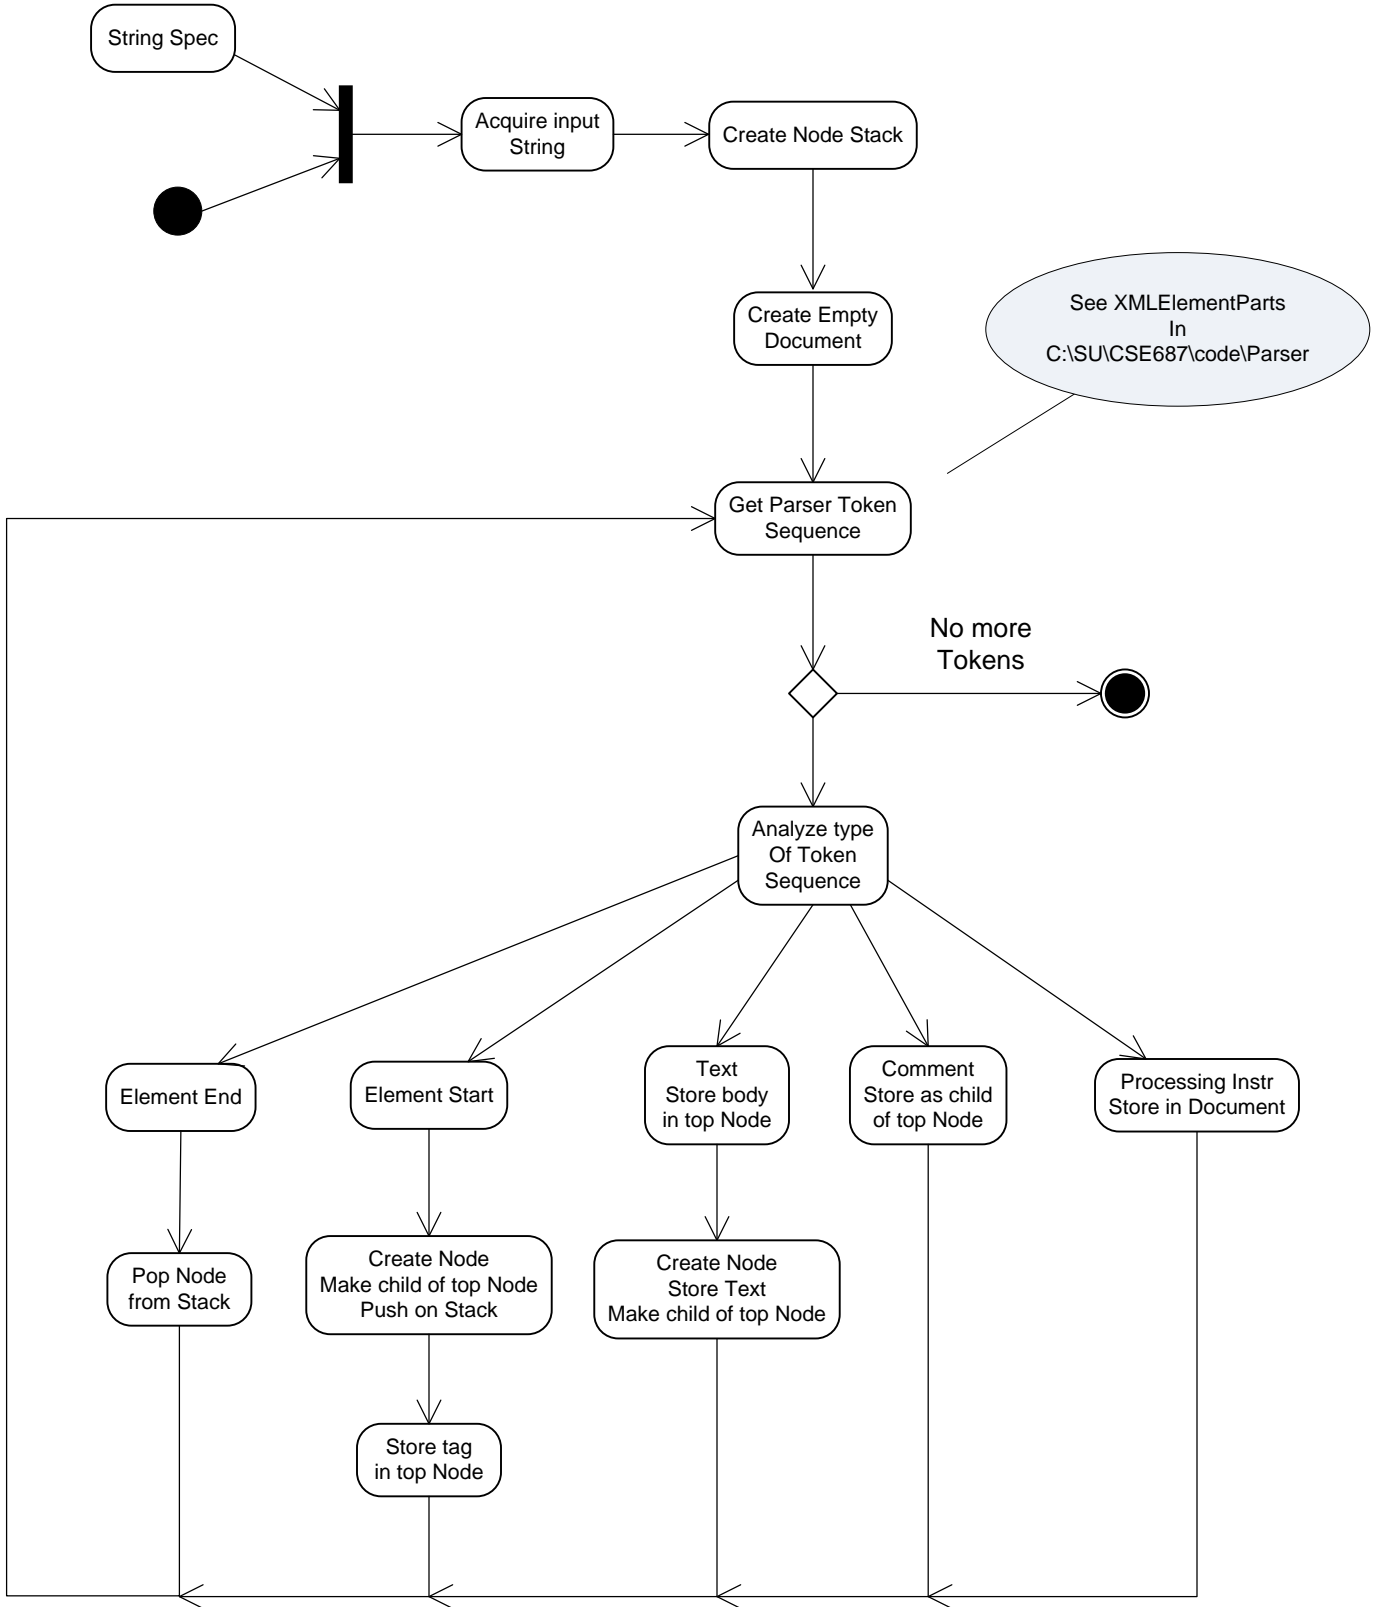 String Spec
Acquire input
String
Create Node Stack
Create Empty
Document
See XMLElementParts
In
C:\SU\CSE687\code\Parser
Get Parser Token
Sequence
No more
Tokens
Analyze type
Of Token
Sequence
Element End
Element Start
Text
Store body
in top Node
Comment
Store as child
of top Node
Processing Instr
Store in Document
Pop Node
from Stack
Create Node
Make child of top Node
Push on Stack
Create Node
Store Text
Make child of top Node
Store tag
in top Node